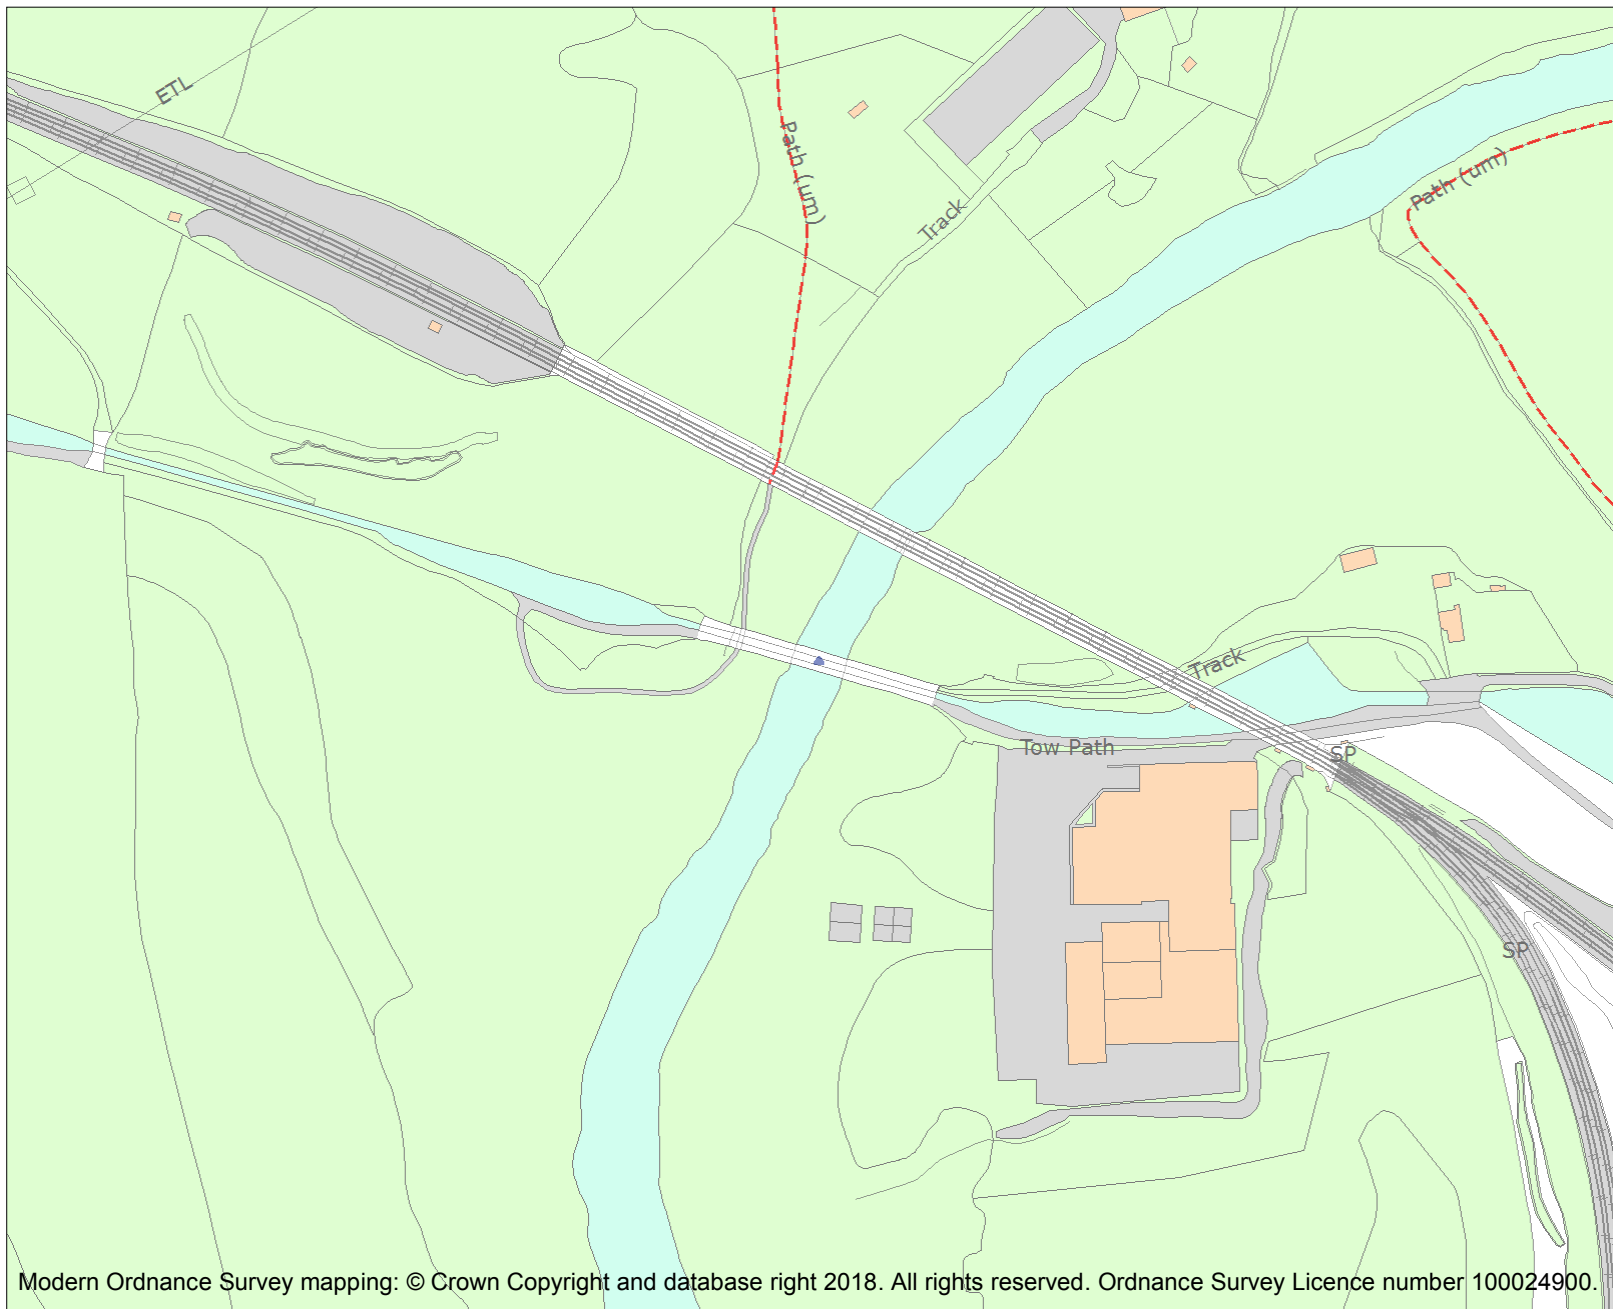 ETL
Path (um)
Path (um)
Track
Track
Tow Path
SP
SP
Modern Ordnance Survey mapping: © Crown Copyright and database right 2018. All rights reserved. Ordnance Survey Licence number 100024900.